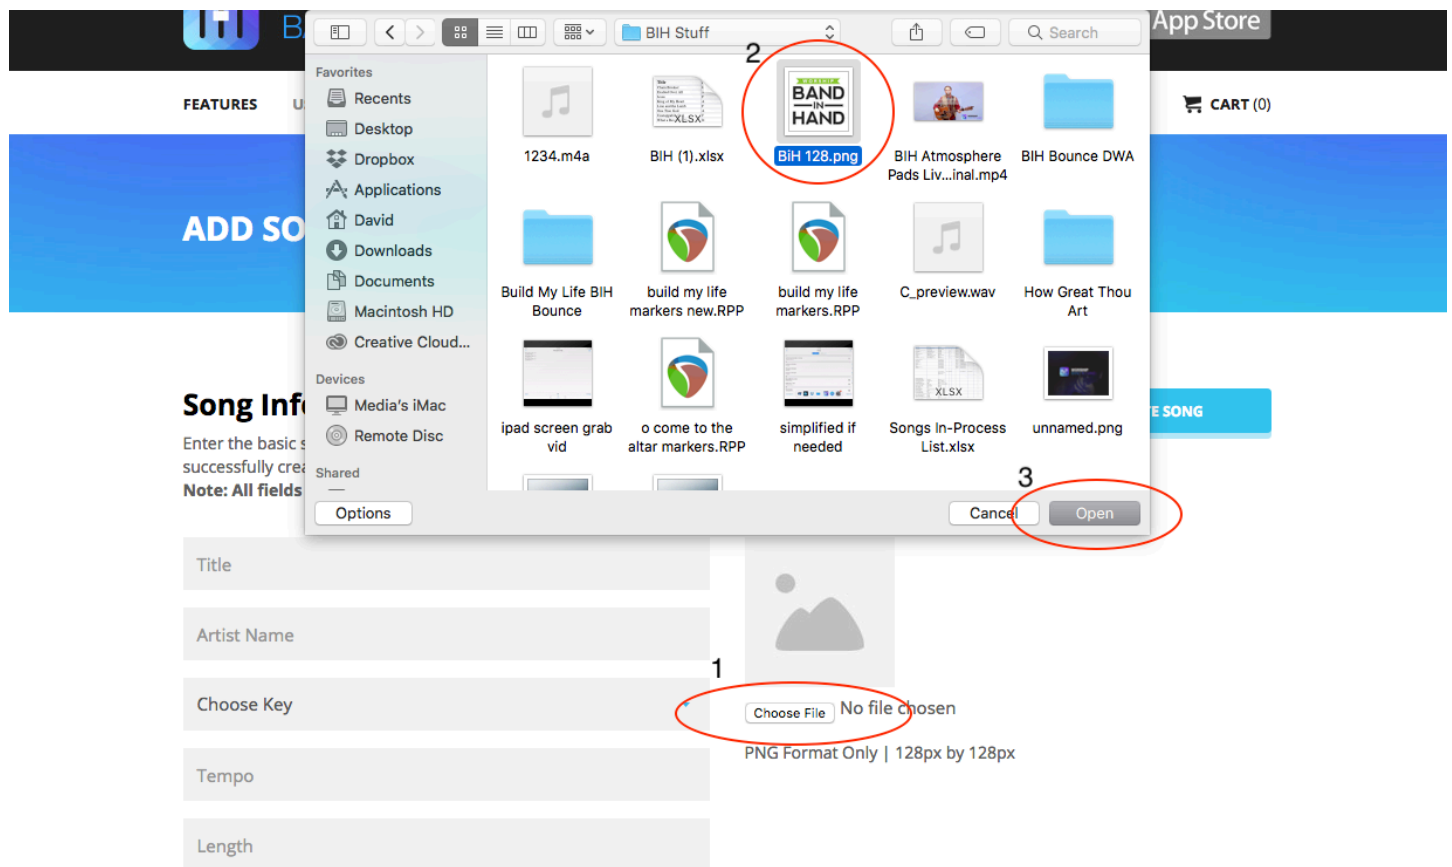 B
App Store
BIH Stuff
Search
FEATURES
U
CART (0)
ADD SO
Favorites
Recents
Desktop
Dropbox
Applications
David
Downloads
Documents
Macintosh HD
Creative Cloud...
Devices
Media's iMac
Remote Disc
Shared
Options
2
XLSX
WORSHIP
BAND
IN
HAND
1234.m4a
BIH (1).xlsx
BiH 128.png
BIH Atmosphere
Pads Liv...inal.mp4
BIH Bounce DWA
Build My Life BIH
Bounce
build my life
markers new.RPP
build my life
markers.RPP
C_preview.wav
How Great Thou
Art
XLSX
ipad screen grab
vid
o come to the
altar markers.RPP
simplified if
needed
Songs In-Process
List.xlsx
unnamed.png
3
Cancel
Open
Song Inf
E SONG
Enter the basic s
successfully crea
Note: All fields
Title
Artist Name
Choose Key
Tempo
Length
1
Choose File
No file chosen
PNG Format Only | 128px by 128px